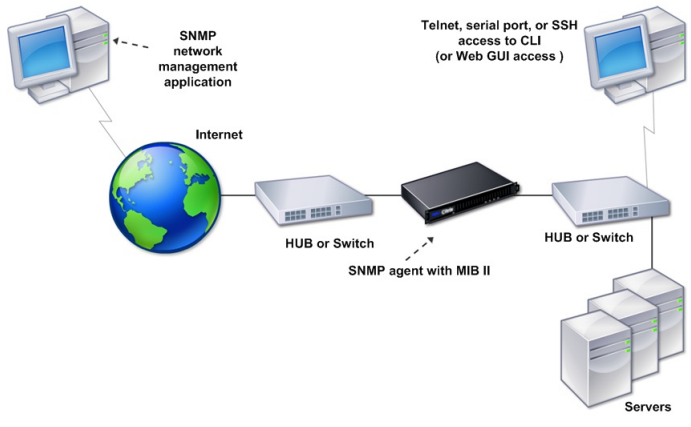 SNMP
network
management
application
Telnet, serial port, or SSH
access to CLI
(or Web GUI access )
Internet
HUB or Switch
SNMP agent with MIB II
HUB or Switch
Servers